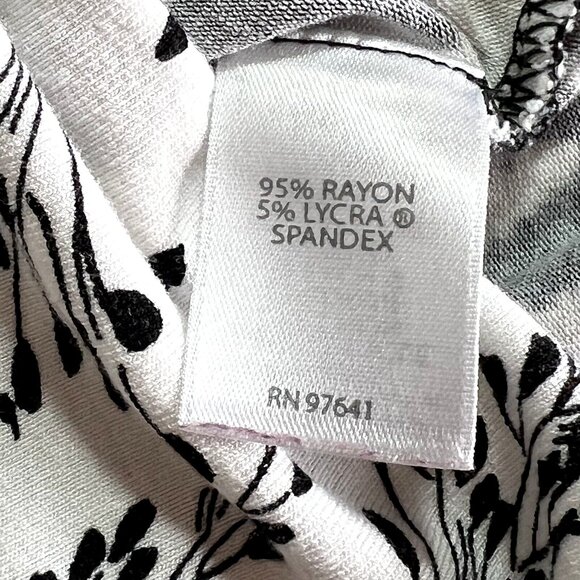 95% RAYON
5% LYCRA ®
SPANDEX
RN 97641